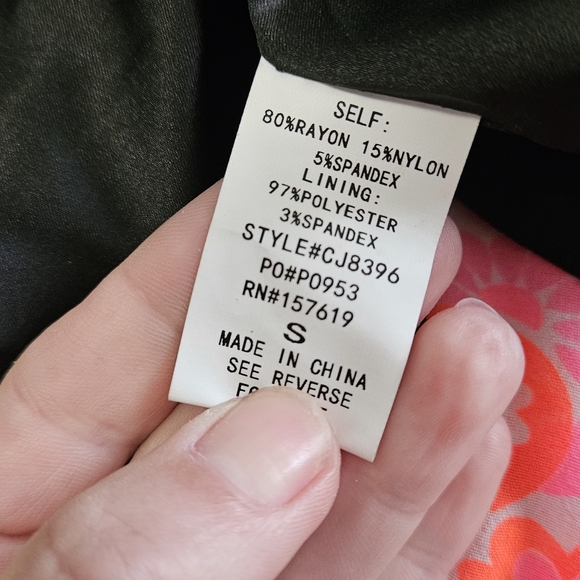 SELF:
80%RAYON 15%NYLON
5%SPANDEX
LINING:
97%POLYESTER
3%SPANDEX
STYLE#CJ8396
PO#P0953
RN#157619
S
MADE IN CHINA
SEE REVERSE